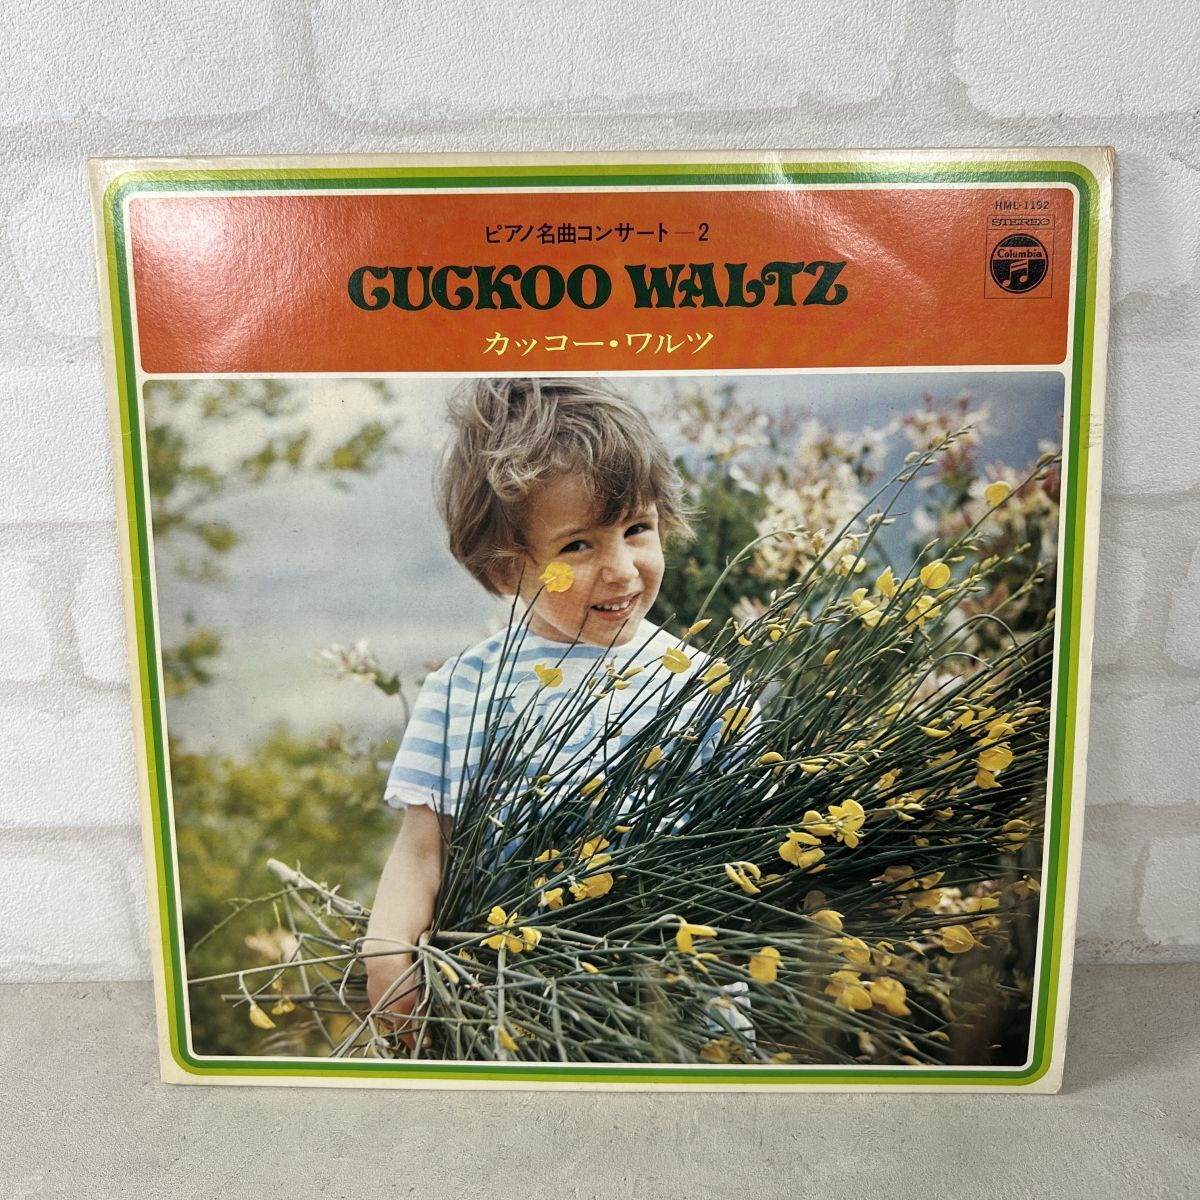 HML-1192
STEREO
Columbia
ピアノ名曲コンサート—2
CUCKOO WALTZ
カッコー・ワルツ